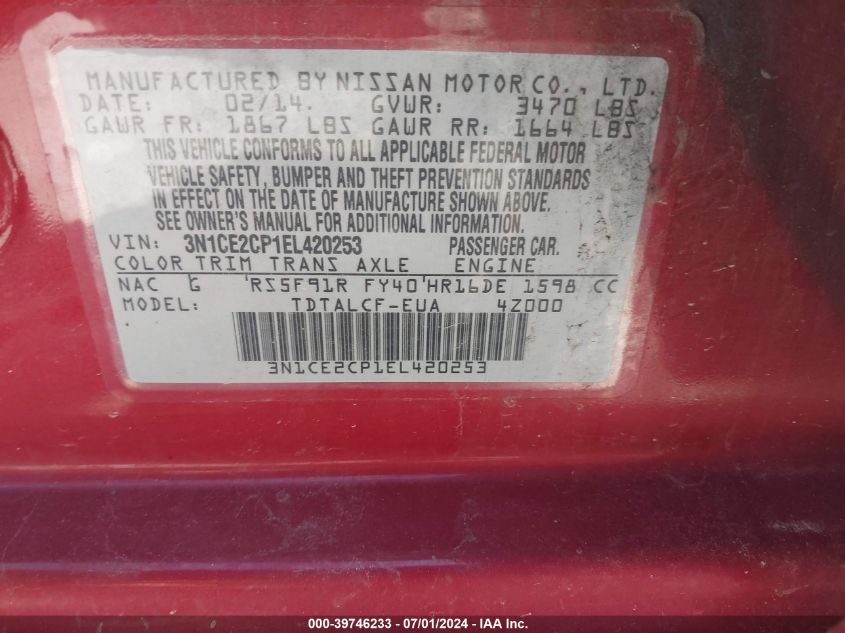 MANUFACTURED BY NISSAN MOTOR CO., LTD.
DATE: 02/14. GVWR: 3470 LBS
GAWR FR: 1867 LBS GAWR RR: 1664 LBS
THIS VEHICLE CONFORMS TO ALL APPLICABLE FEDERAL MOTOR
VEHICLE SAFETY, BUMPER AND THEFT PREVENTION STANDARDS
IN EFFECT ON THE DATE OF MANUFACTURE SHOWN ABOVE.
SEE OWNER'S MANUAL FOR ADDITIONAL INFORMATION.
VIN: 3N1CE2CP1EL420253 PASSENGER CAR.
COLOR TRIM TRANS AXLE ENGINE
NAC G 'RS5F91R FY40'HR16DE 1598 CC
MODEL: TDTALCF-EUA 4Z000
3N1CE2CP1EL420253
000-39746233 - 07/01/2024 - IAAI.com